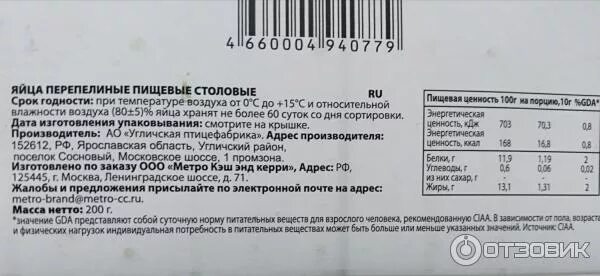 4 660004 940779
ЯЙЦА ПЕРЕПЕЛИНЫЕ ПИЩЕВЫЕ СТОЛОВЫЕ RU
Срок годности: при температуре воздуха от 0°С до +15°С и относительной
влажности воздуха (80±5)% яйца хранят не более 60 суток со дня сортировки.
Дата изготовления упаковывания: смотрите на крышке.
Производитель: АО «Угличская птицефабрика». Адрес производителя:
152612, РФ, Ярославская область, Угличский район,
поселок Сосновый, Московское шоссе, 1 промзона.
Изготовлено по заказу ООО «Метро Кэш энд керри». Адрес: РФ,
125445, г. Москва, Ленинградское шоссе, д. 71.
Жалобы и предложения присылайте по электронной почте на адрес:
metro-brand@metro-cc.ru.
Масса нетто: 200 г.
Пищевая ценность 100г на порцию,10г %GDA*
Энергетическая
ценность, кДж 703 70,3 0,8
Энергетическая
ценность, ккал 168 16,8 0,8
Белки, г 11,9 1,19 2
Углеводы, г 0,6 0,06 0,02
из них сахар, г - - -
Жиры, г 13,1 1,31 2
*значение GDA представляют собой суточную норму питательных веществ для взрослого человека, рекомендованную CIAA. В зависимости от пола, возраста
и физических нагрузок индивидуальная потребность в питательных веществах может быть больше или меньше указанных значений. Источник: CIAA.
ОТЗОВИК